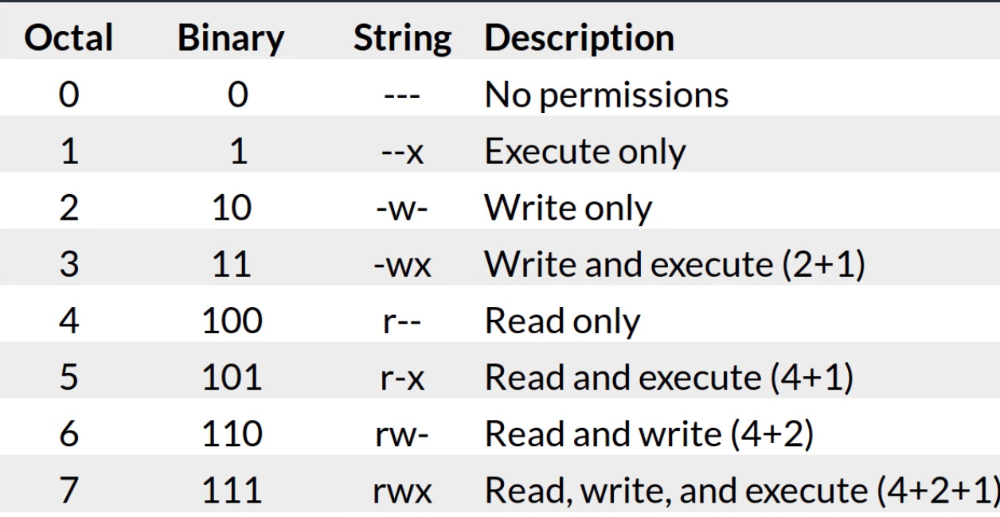 Octal Binary String Description
0 0 --- No permissions
1 1 --x Execute only
2 10 -w- Write only
3 11 -wx Write and execute (2+1)
4 100 r-- Read only
5 101 r-x Read and execute (4+1)
6 110 rw- Read and write (4+2)
7 111 rwx Read, write, and execute (4+2+1)